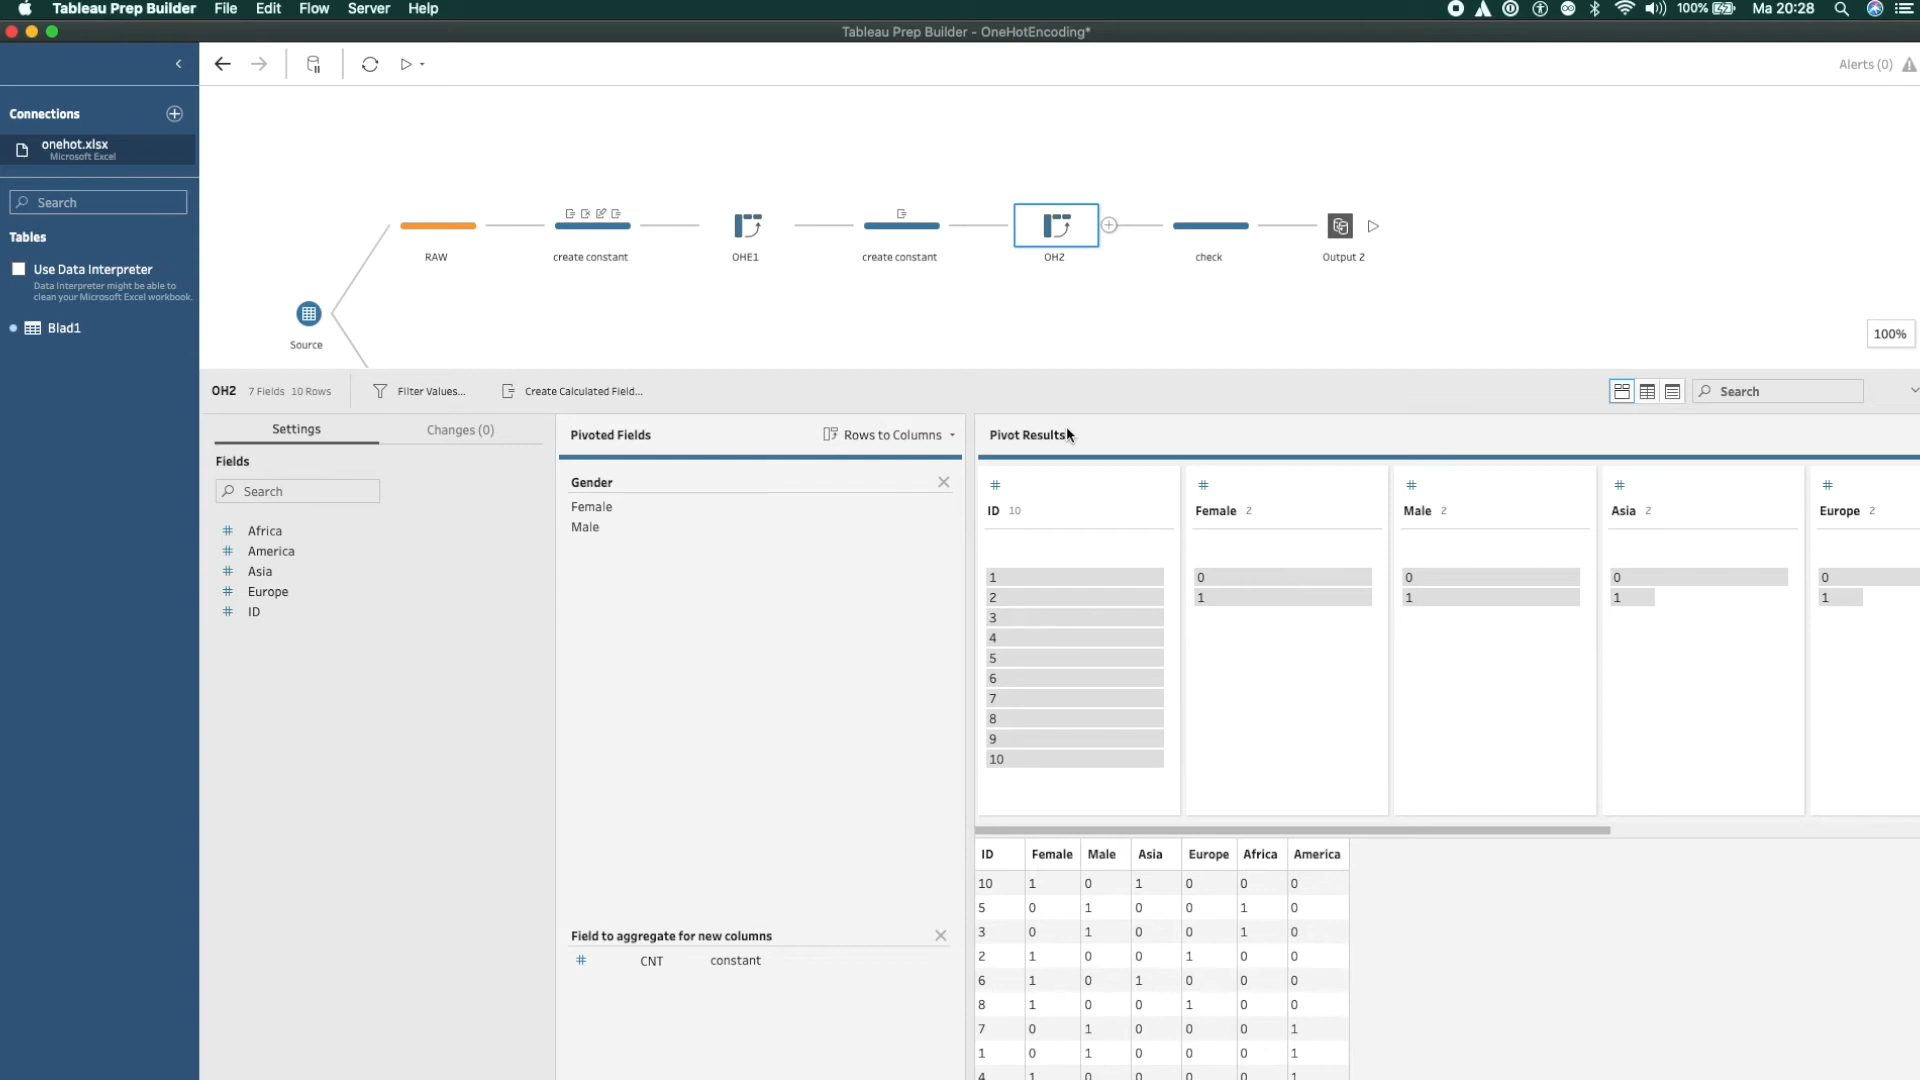 Tableau Prep Builder File Edit Flow Server Help 100% Ma 20:28
Tableau Prep Builder - OneHotEncoding*
Alerts (0)
Connections
onehot.xlsx
Microsoft Excel
Search
Tables
Use Data Interpreter
Data Interpreter might be able to
clean your Microsoft Excel workbook.
Blad1
RAW create constant OHE1 create constant OH2 check Output 2
Source
100%
OH2 7 Fields 10 Rows Filter Values... Create Calculated Field... Search
Settings Changes (0)
Fields
Search
# Africa
# America
# Asia
# Europe
# ID
Pivoted Fields Rows to Columns
Gender
Female
Male
Field to aggregate for new columns
# CNT constant
Pivot Results
# # # # #
ID 10 Female 2 Male 2 Asia 2 Europe 2
1 0 0 0 0
2 1 1 1 1
3
4
5
6
7
8
9
10
ID Female Male Asia Europe Africa America
10 1 0 1 0 0 0
5 0 1 0 0 1 0
3 0 1 0 0 1 0
2 1 0 0 1 0 0
6 1 0 1 0 0 0
8 1 0 0 1 0 0
7 0 1 0 0 0 1
1 0 1 0 0 0 1
4 1 0 0 0 0 1